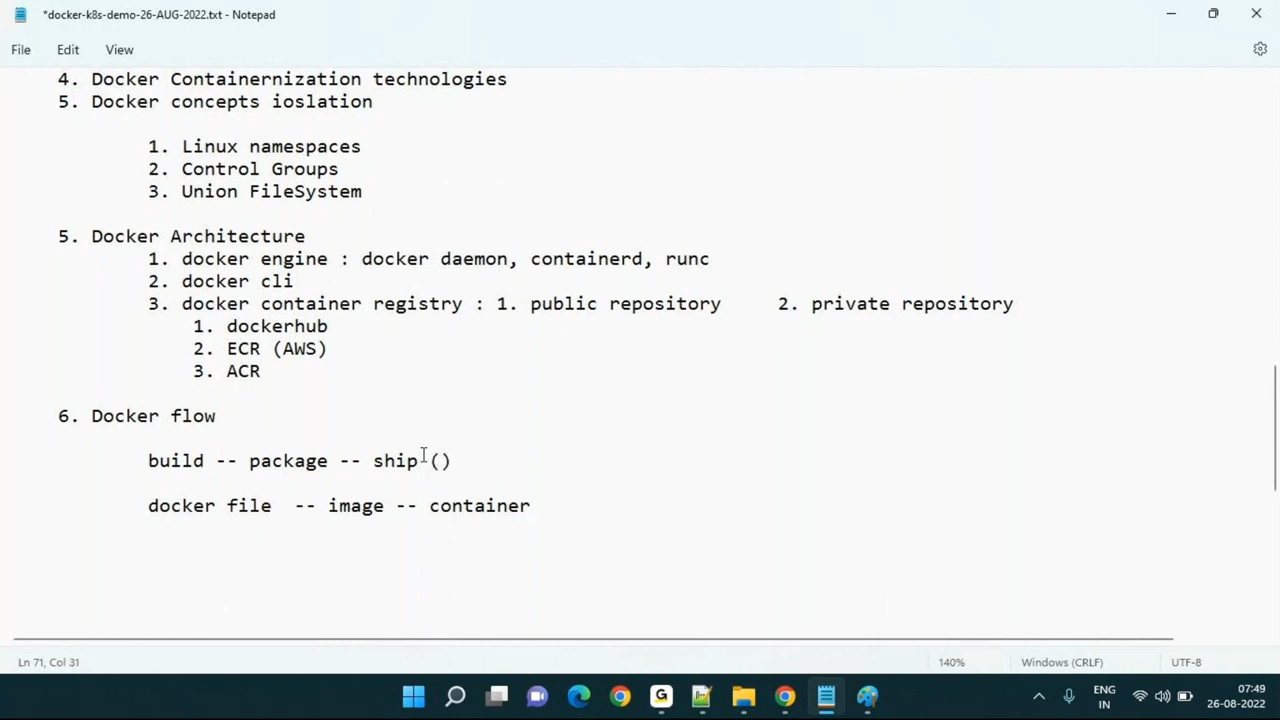 *docker-k8s-demo-26-AUG-2022.txt - Notepad
File Edit View
4. Docker Containernization technologies
5. Docker concepts ioslation
1. Linux namespaces
2. Control Groups
3. Union FileSystem
5. Docker Architecture
1. docker engine : docker daemon, containerd, runc
2. docker cli
3. docker container registry : 1. public repository 2. private repository
1. dockerhub
2. ECR (AWS)
3. ACR
6. Docker flow
build -- package -- ship ()
docker file -- image -- container
Ln 71, Col 31 140% Windows (CRLF) UTF-8
ENG 07:49
IN 26-08-2022